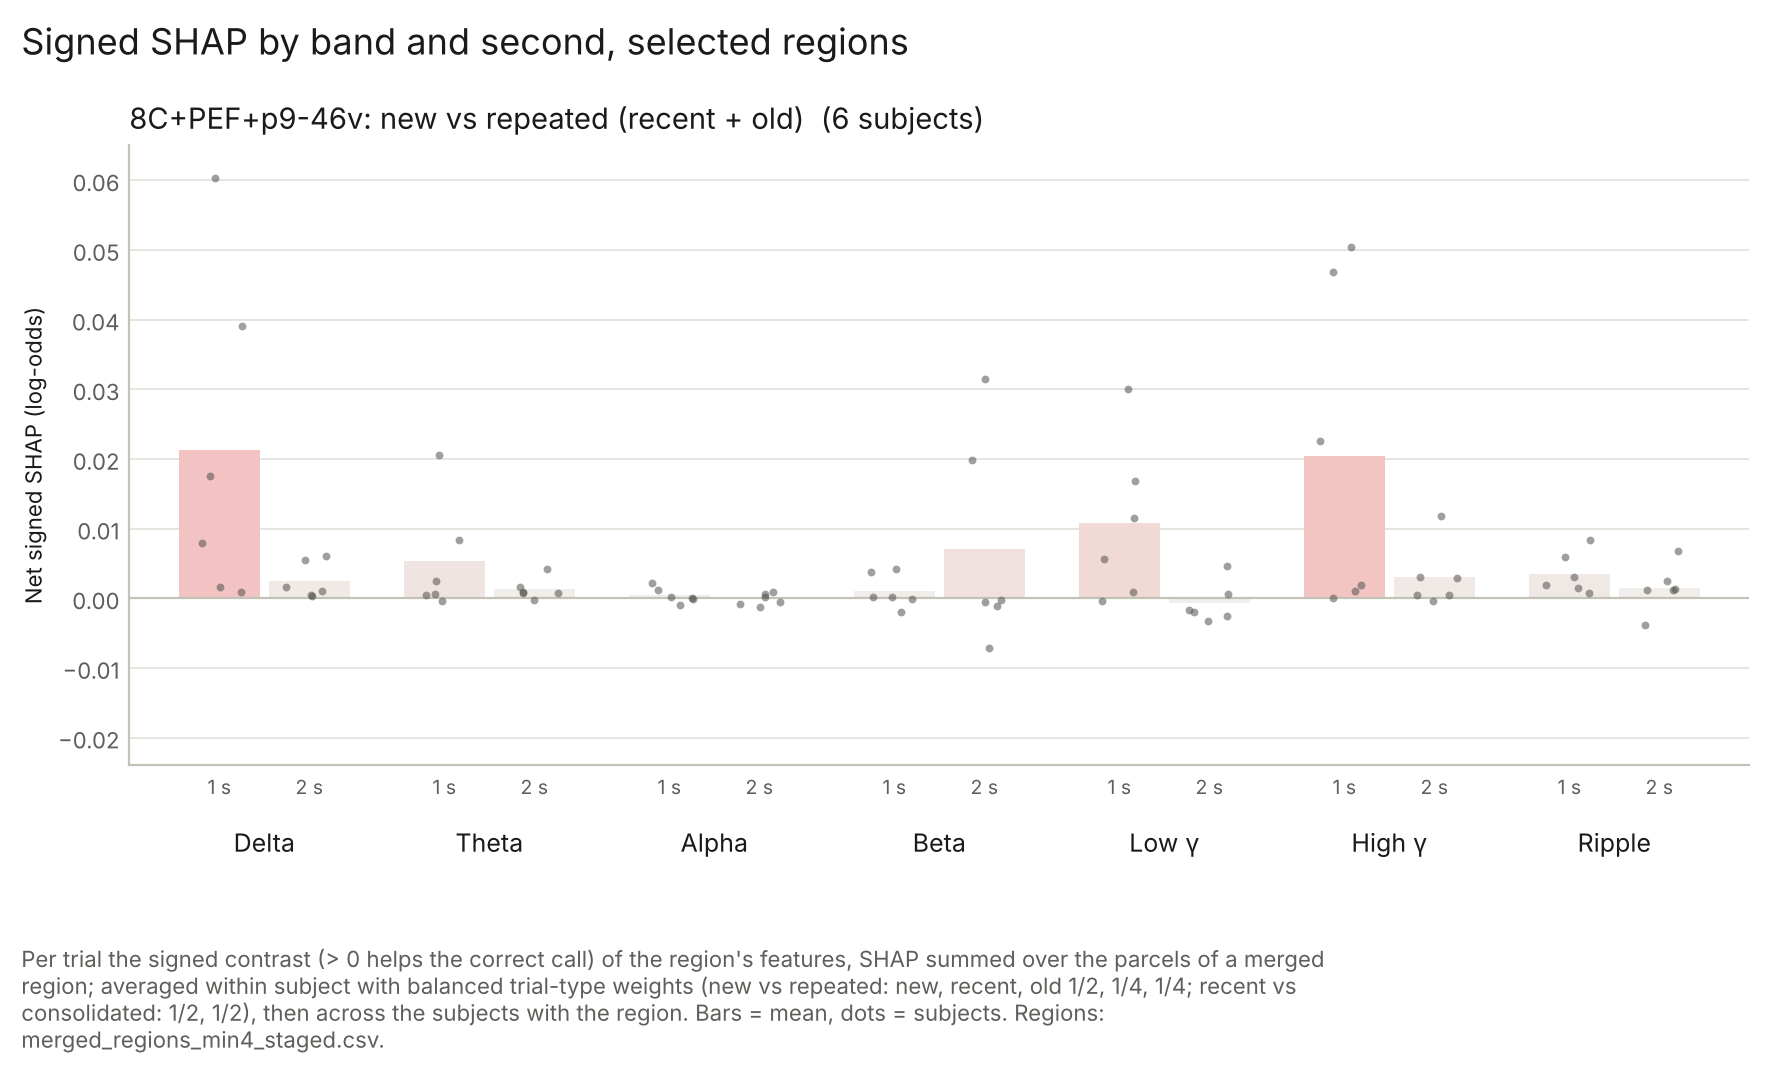 Signed SHAP by band and second, selected regions
8C+PEF+p9-46v: new vs repeated (recent + old)  (6 subjects)
Net signed SHAP (log-odds)
0.06
0.05
0.04
0.03
0.02
0.01
0.00
−0.01
−0.02
1 s 2 s 1 s 2 s 1 s 2 s 1 s 2 s 1 s 2 s 1 s 2 s 1 s 2 s
Delta Theta Alpha Beta Low γ High γ Ripple
Per trial the signed contrast (> 0 helps the correct call) of the region's features, SHAP summed over the parcels of a merged
region; averaged within subject with balanced trial-type weights (new vs repeated: new, recent, old 1/2, 1/4, 1/4; recent vs
consolidated: 1/2, 1/2), then across the subjects with the region. Bars = mean, dots = subjects. Regions:
merged_regions_min4_staged.csv.